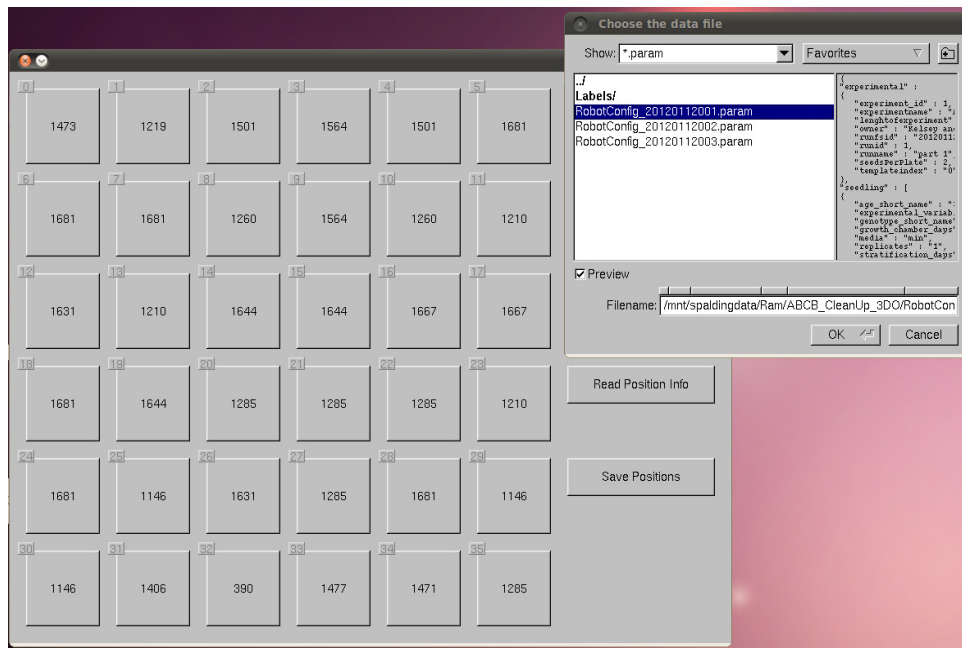 Choose the data file
Show: *.param Favorites
../
Labels/
RobotConfig_20120112001.param
RobotConfig_20120112002.param
RobotConfig_20120112003.param
{
"experimental" :
{
"experiment_id" : 1,
"experimentname" :
"lenghtofexperiment"
"owner" : "Kelsey an
"runfsid" : "2012011
"runid" : 1,
"runname" : "part 1"
"seedsPerPlate" : 2,
"templateindex" : "0"
},
"seedling" : [
{
"age_short_name" :
"experimental_variab
"genotype_short_name"
"growth_chamber_days"
"media" : "min",
"replicates" : "1",
"stratification_days"
Preview
Filename: /mnt/spaldingdata/Ram/ABCB_CleanUp_3DO/RobotCon
OK Cancel
0 1 2 3 4 5
1473 1219 1501 1564 1501 1681
6 7 8 9 10 11
1681 1681 1260 1564 1260 1210
12 13 14 15 16 17
1631 1210 1644 1644 1667 1667
18 19 20 21 22 23
1681 1644 1285 1285 1285 1210
Read Position Info
24 25 26 27 28 29
1681 1146 1631 1285 1681 1146
Save Positions
30 31 32 33 34 35
1146 1406 390 1477 1471 1285